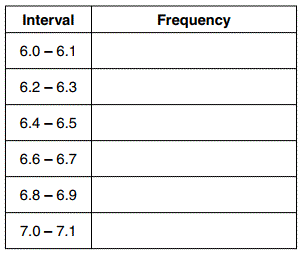 Interval Frequency
6.0 – 6.1
6.2 – 6.3
6.4 – 6.5
6.6 – 6.7
6.8 – 6.9
7.0 – 7.1